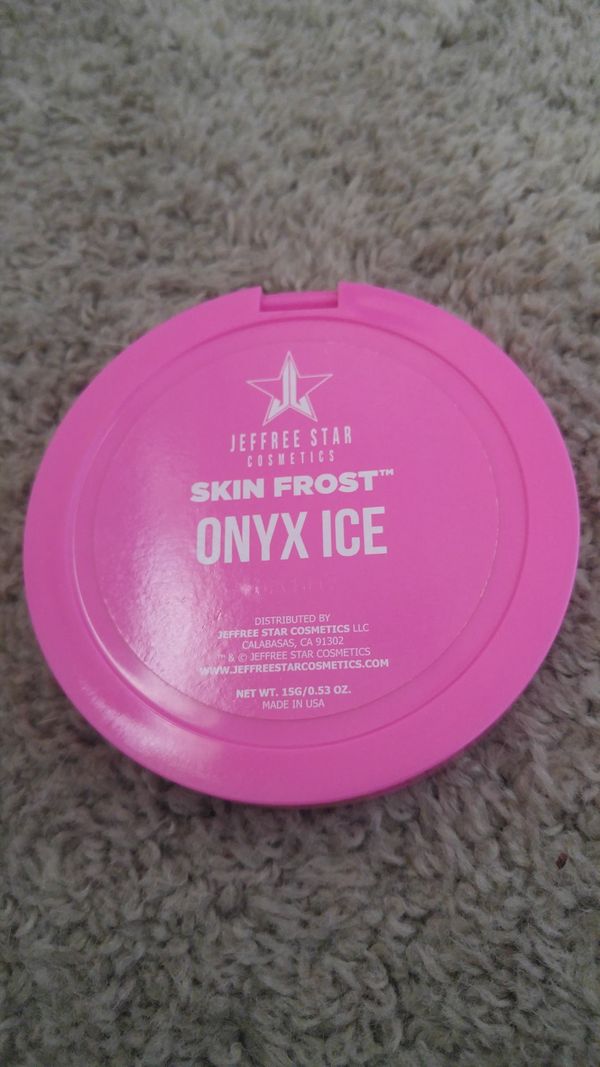 JEFFREE STAR
COSMETICS
SKIN FROST™
ONYX ICE
DISTRIBUTED BY
JEFFREE STAR COSMETICS LLC
CALABASAS, CA 91302
™ & © JEFFREE STAR COSMETICS
WWW.JEFFREESTARCOSMETICS.COM
NET WT. 15G/0.53 OZ.
MADE IN USA